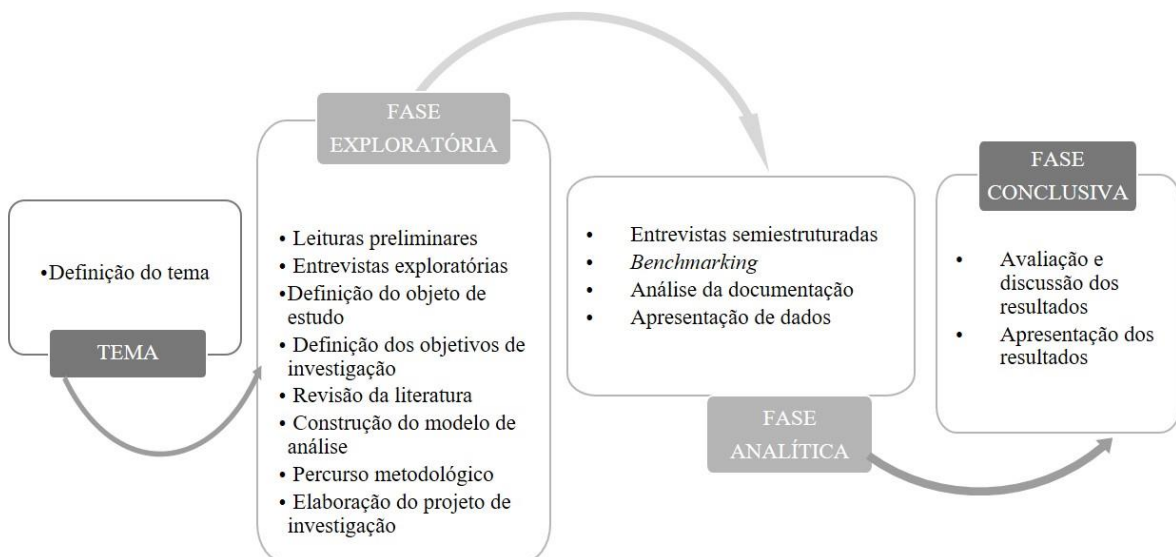 •Definição do tema
TEMA
FASE
EXPLORATÓRIA
• Leituras preliminares
• Entrevistas exploratórias
•Definição do objeto de
estudo
• Definição dos objetivos de
investigação
• Revisão da literatura
• Construção do modelo de
análise
• Percurso metodológico
• Elaboração do projeto de
investigação
• Entrevistas semiestruturadas
• Benchmarking
• Análise da documentação
• Apresentação de dados
FASE
ANALÍTICA
FASE
CONCLUSIVA
• Avaliação e
discussão dos
resultados
• Apresentação dos
resultados